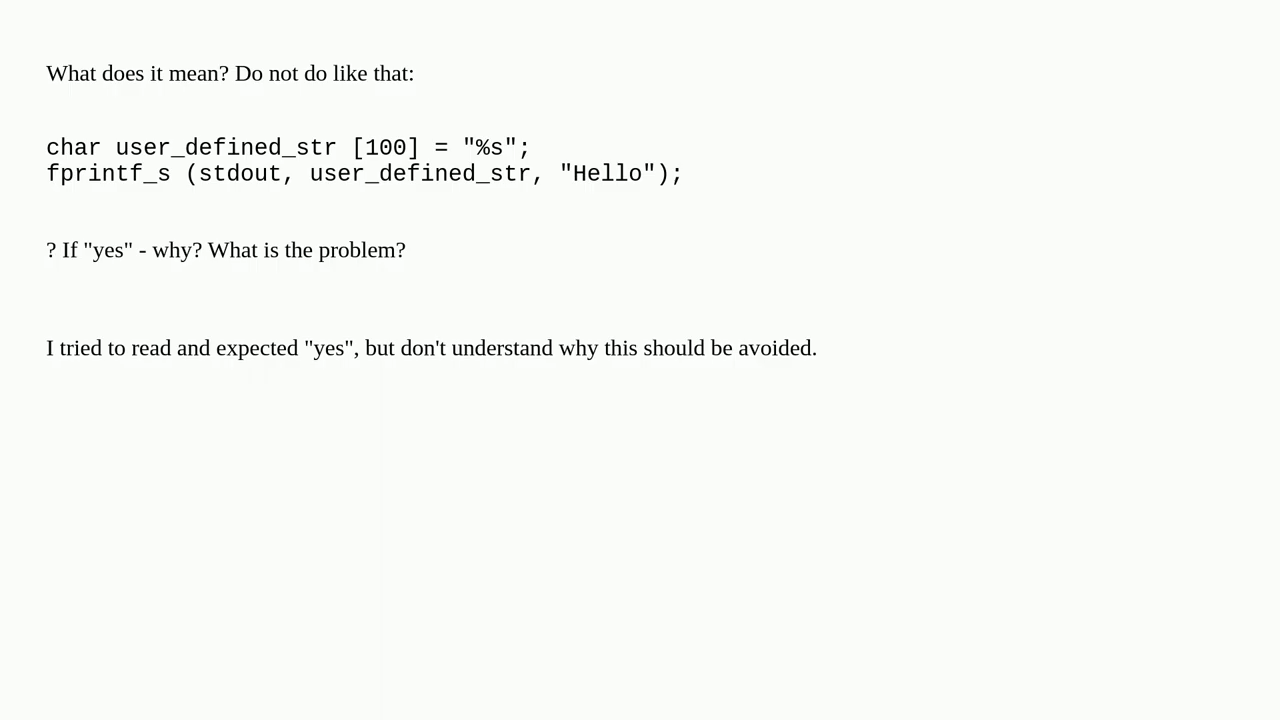 What does it mean? Do not do like that:
char user_defined_str [100] = "%s";
fprintf_s (stdout, user_defined_str, "Hello");
? If "yes" - why? What is the problem?
I tried to read and expected "yes", but don't understand why this should be avoided.